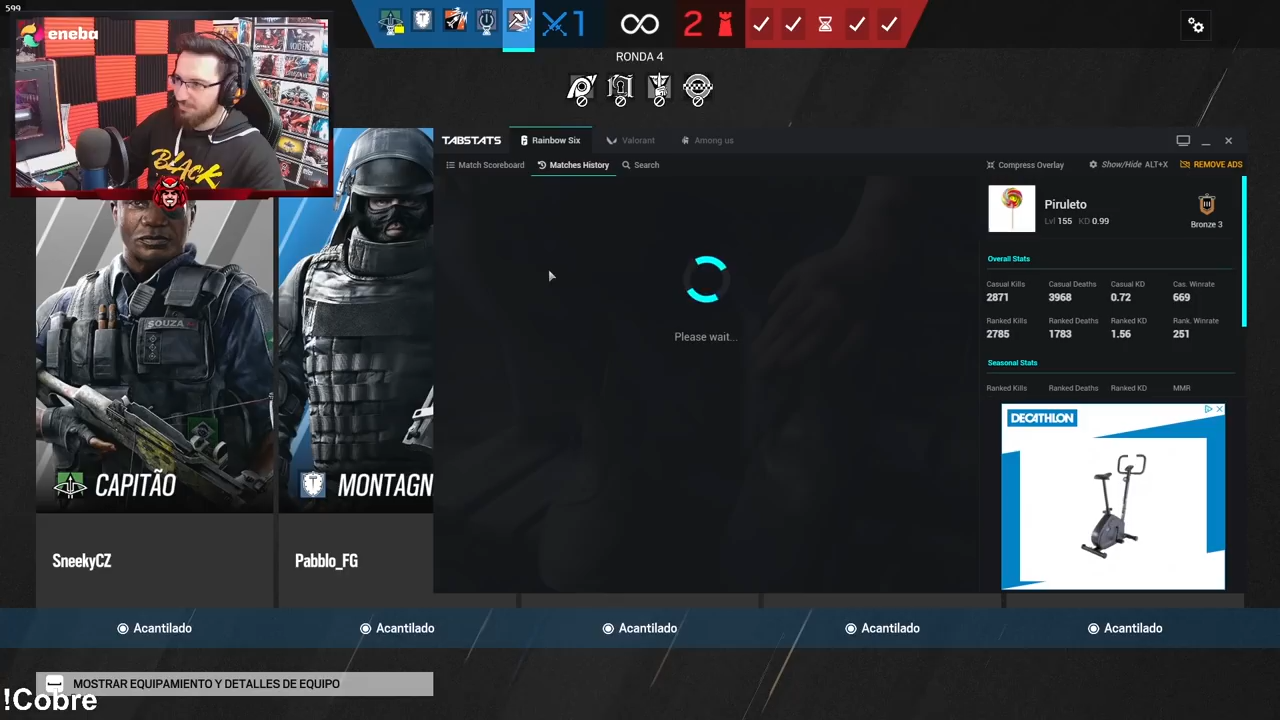 599
eneba
BLACK
1
2
RONDA 4
TABSTATS
Rainbow Six
Valorant
Among us
Match Scoreboard
Matches History
Search
Compress Overlay
Show/Hide ALT+X
REMOVE ADS
Piruleto
Lvl 155 KD 0.99
III
Bronze 3
Overall Stats
Casual Kills Casual Deaths Casual KD Cas. Winrate
2871 3968 0.72 669
Ranked Kills Ranked Deaths Ranked KD Rank. Winrate
2785 1783 1.56 251
Seasonal Stats
Ranked Kills Ranked Deaths Ranked KD MMR
Please wait...
DECATHLON
SOUZA
CAPITÃO
MONTAGN
SneekyCZ
Pabblo_FG
Acantilado
Acantilado
Acantilado
Acantilado
Acantilado
MOSTRAR EQUIPAMIENTO Y DETALLES DE EQUIPO
!Cobre